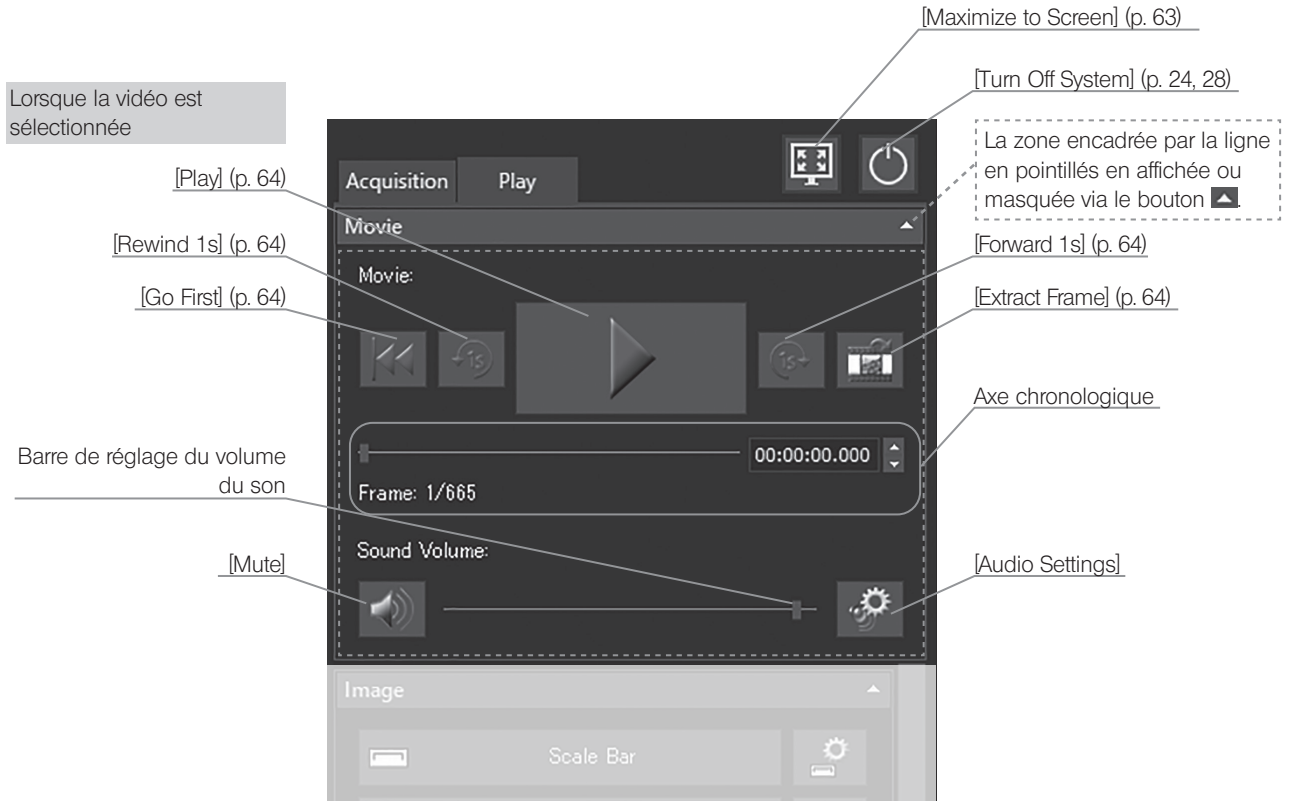 [Maximize to Screen] (p. 63)
Lorsque la vidéo est
sélectionnée
[Turn Off System] (p. 24, 28)
La zone encadrée par la ligne
en pointillés en affichée ou
masquée via le bouton .
[Play] (p. 64)
Acquisition
Play
Movie
[Rewind 1s] (p. 64)
[Forward 1s] (p. 64)
Movie:
[Go First] (p. 64)
[Extract Frame] (p. 64)
1s
1s
Axe chronologique
Barre de réglage du volume
du son
00:00:00.000
Frame: 1/665
Sound Volume:
[Mute]
[Audio Settings]
Image
Scale Bar